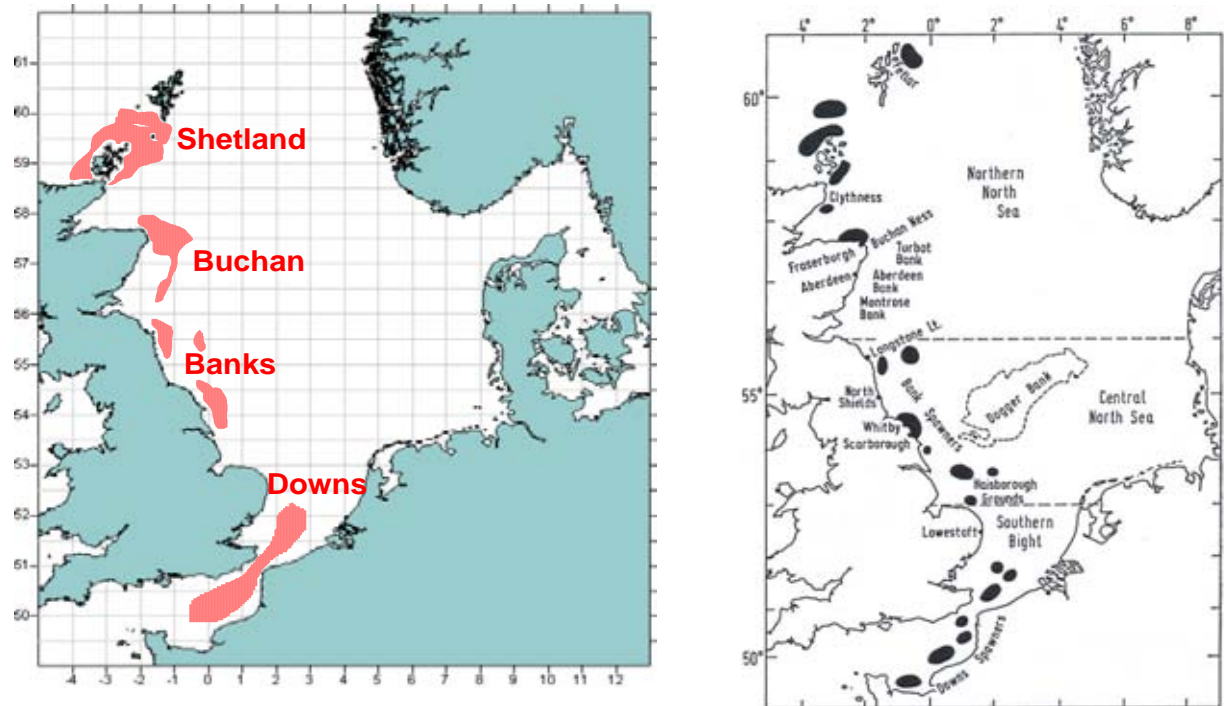 61
60
Shetland
59
58
57
Buchan
56
55
Banks
54
53
Downs
52
51
50
-5 -4 -3 -2 -1 0 1 2 3 4 5 6 7 8 9 10 11 12
4° 0° 2° 4° 8°
60°
Northern
North
Sea
Clythness
Buchan Ness
Fraserburgh
Turbot
Bank
Aberdeen
Aberdeen
Bank
Montrose
Bank
Longstone Lt.
55°
North
Shields
Bank Spawners
Dogger Bank
Central
North Sea
Whitby
Scarborough
Haisborough
Grounds
Lowestoft
Southern
Bight
50°
Downs Spawners